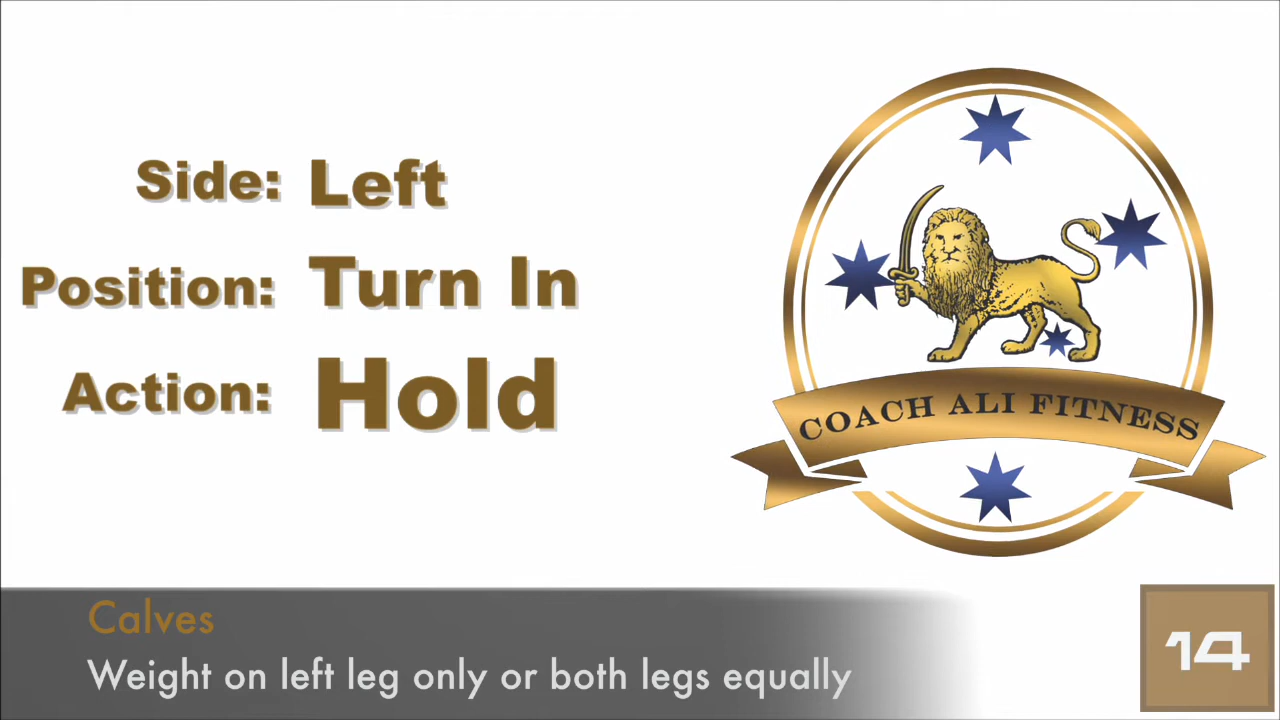 Side: Left
Position: Turn In
Action: Hold
COACH ALI FITNESS
Calves
Weight on left leg only or both legs equally
14